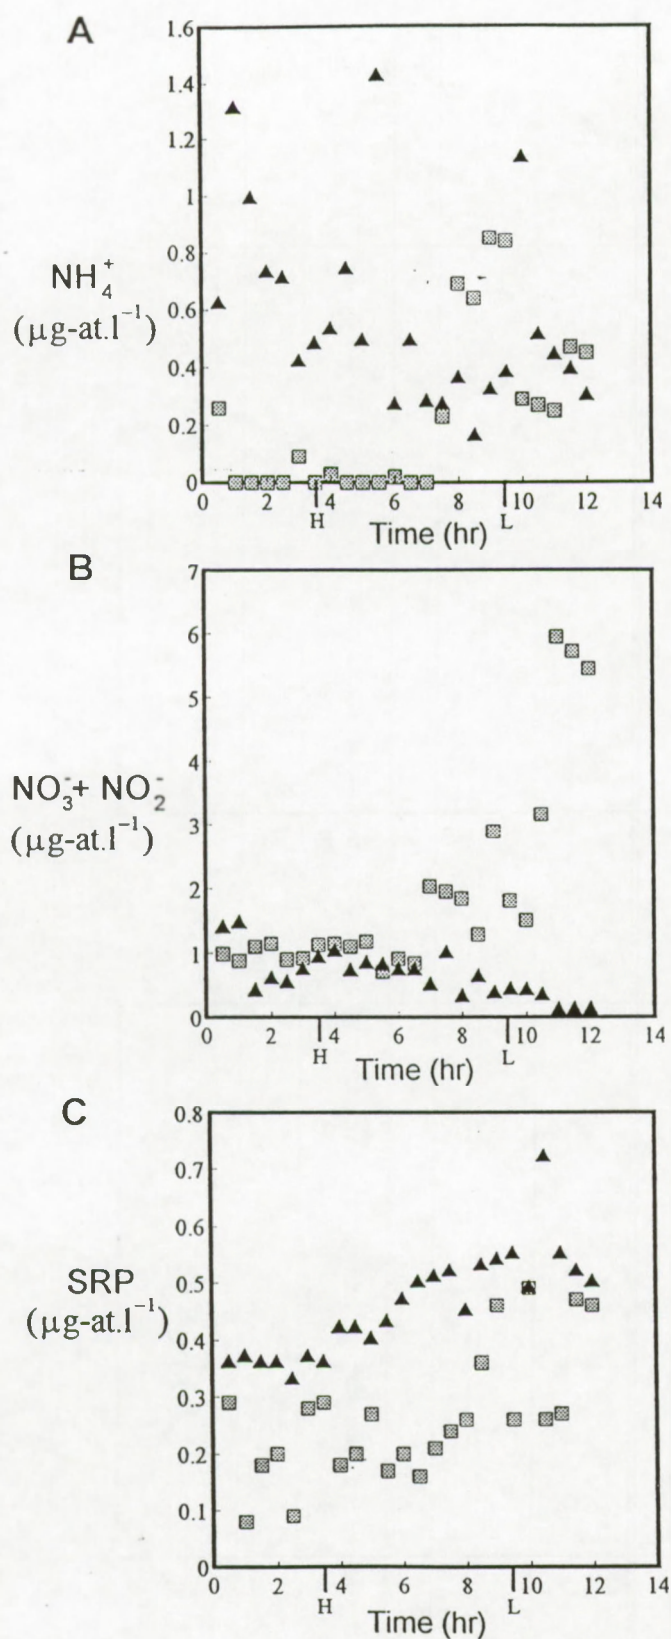 A
1.6
1.4
1.2
1
0.8
0.6
0.4
0.2
0
NH₄⁺
(μg-at.l⁻¹)
0 2 4 6 8 10 12 14
H L
Time (hr)
B
7
6
5
4
3
2
1
0
NO₃⁻+ NO₂⁻
(μg-at.l⁻¹)
0 2 4 6 8 10 12 14
H L
Time (hr)
C
0.8
0.7
0.6
0.5
0.4
0.3
0.2
0.1
0
SRP
(μg-at.l⁻¹)
0 2 4 6 8 10 12 14
H L
Time (hr)